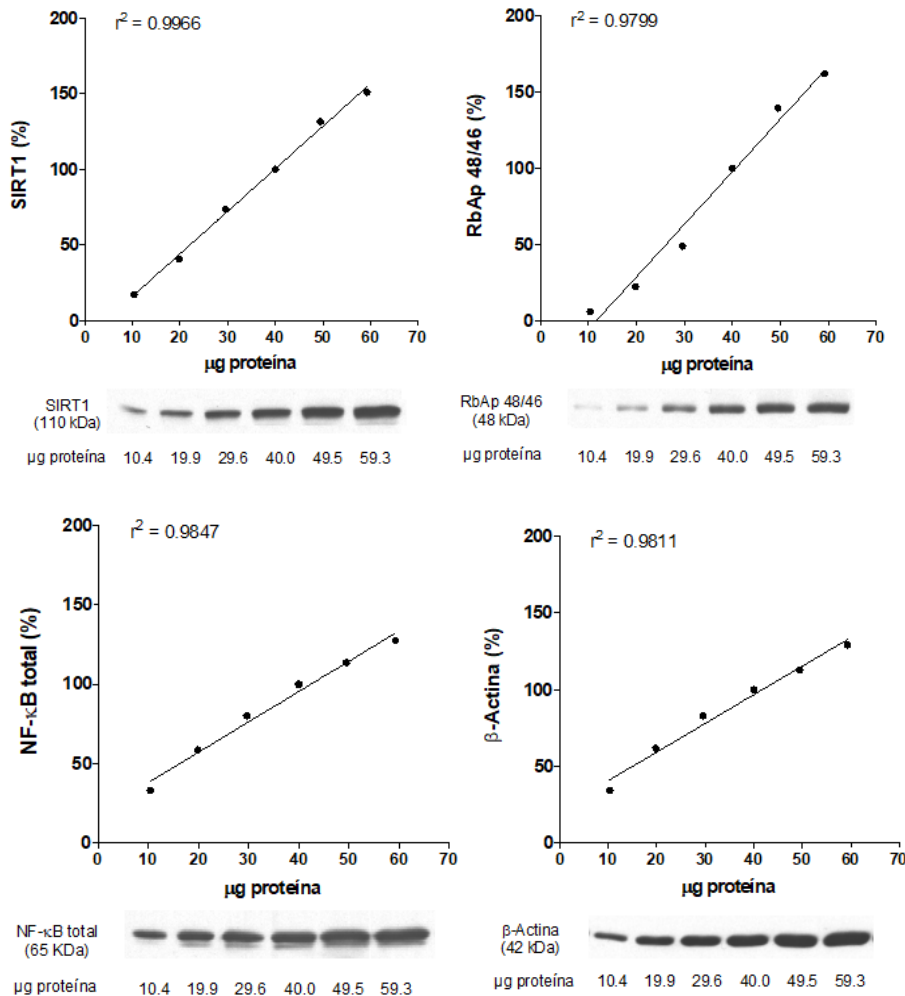 r² = 0.9966
SIRT1 (%)
200
150
100
50
0
0 10 20 30 40 50 60 70
µg proteína
SIRT1
(110 kDa)
µg proteína 10.4 19.9 29.6 40.0 49.5 59.3
r² = 0.9799
RbAp 48/46 (%)
200
150
100
50
0
0 10 20 30 40 50 60 70
µg proteína
RbAp 48/46
(48 kDa)
µg proteína 10.4 19.9 29.6 40.0 49.5 59.3
r² = 0.9847
NF-κB total (%)
200
150
100
50
0
0 10 20 30 40 50 60 70
µg proteína
NF-κB total
(65 KDa)
µg proteína 10.4 19.9 29.6 40.0 49.5 59.3
r² = 0.9811
β-Actina (%)
200
150
100
50
0
0 10 20 30 40 50 60 70
µg proteína
β-Actina
(42 kDa)
µg proteína 10.4 19.9 29.6 40.0 49.5 59.3